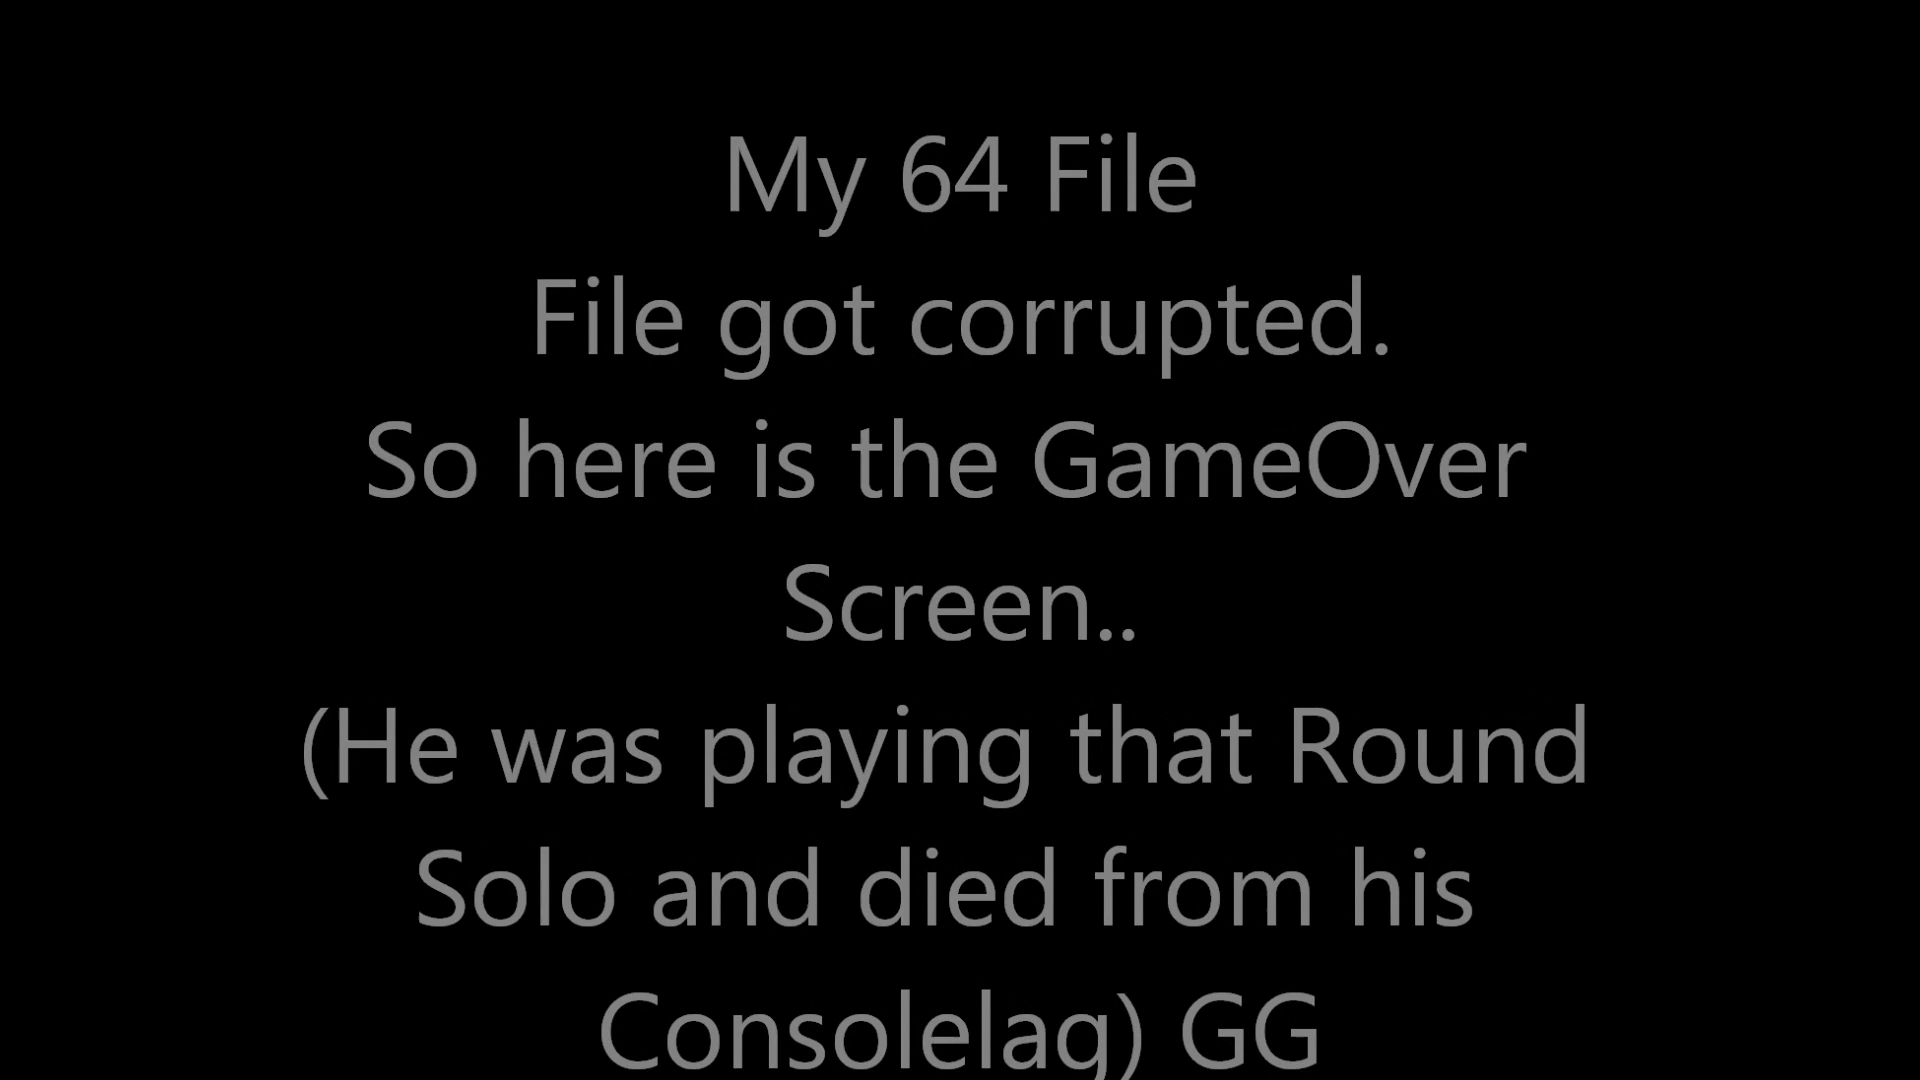 My 64 File
File got corrupted.
So here is the GameOver
Screen..
(He was playing that Round
Solo and died from his
Consolelag) GG